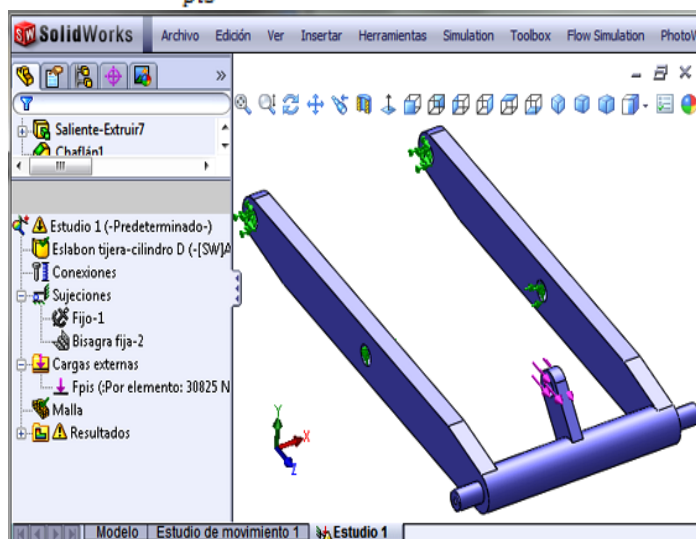 pis
SolidWorks Archivo Edición Ver Insertar Herramientas Simulation Toolbox Flow Simulation PhotoW
»
Saliente-Extruir7
Chaflán1
Estudio 1 (-Predeterminado-)
Eslabon tijera-cilindro D (-[SW]A
Conexiones
Sujeciones
Fijo-1
Bisagra fija-2
Cargas externas
Fpis (:Por elemento: 30825 N
Malla
Resultados
Y
X
Z
Modelo Estudio de movimiento 1 Estudio 1